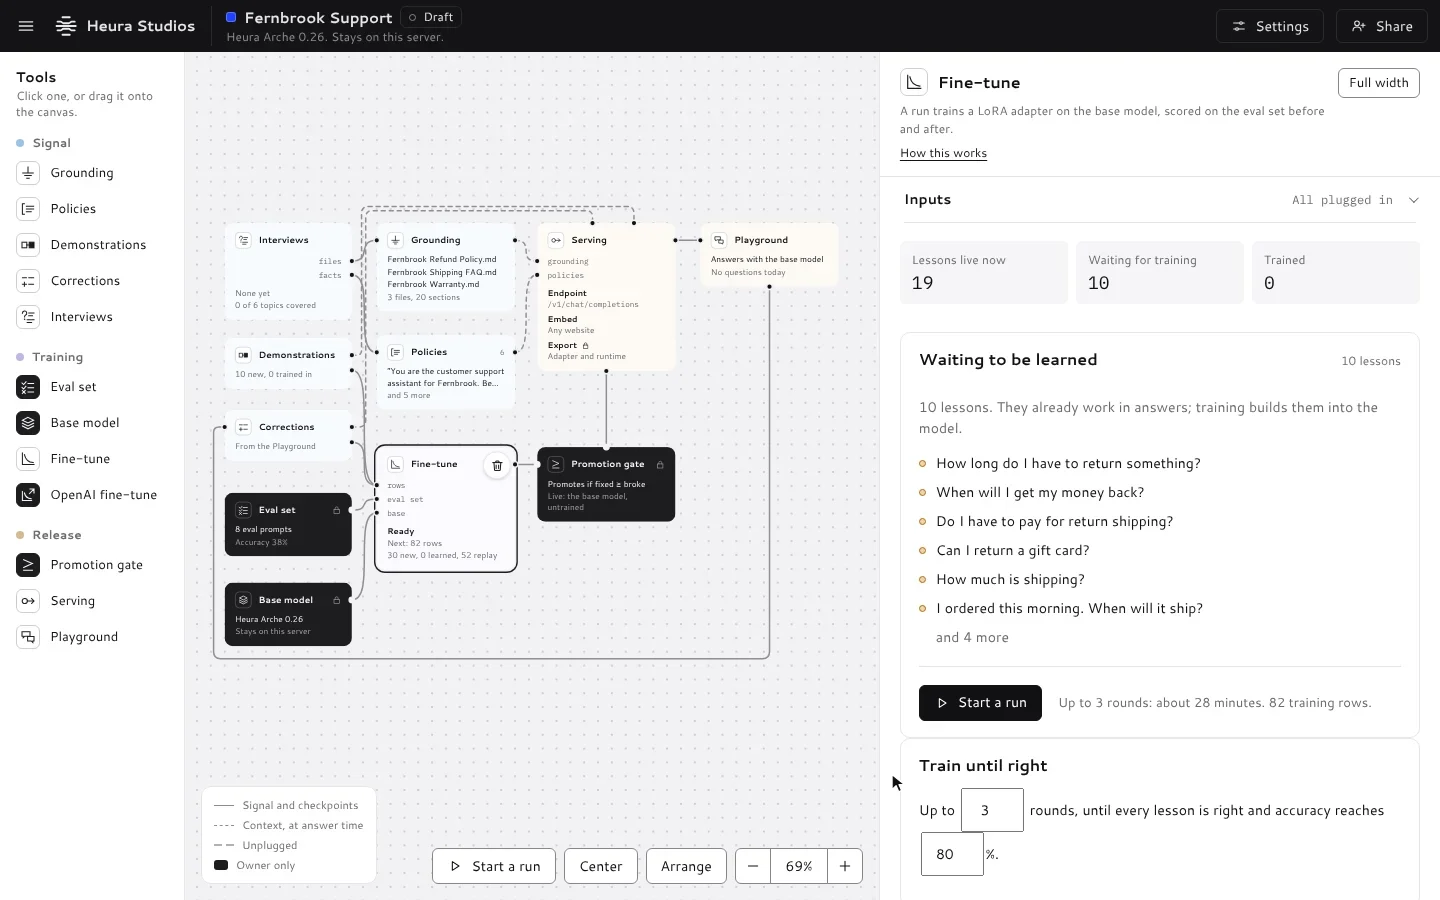 Heura Studios
Fernbrook Support
Draft
Heura Arche 0.26. Stays on this server.
Settings
Share
Tools
Click one, or drag it onto
the canvas.
Signal
Grounding
Policies
Demonstrations
Corrections
Interviews
Training
Eval set
Base model
Fine-tune
OpenAI fine-tune
Release
Promotion gate
Serving
Playground
Interviews
files
facts
None yet
0 of 6 topics covered
Demonstrations
10 new, 0 trained in
Corrections
From the Playground
Eval set
8 eval prompts
Accuracy 38%
Base model
Heura Arche 0.26
Stays on this server
Grounding
Fernbrook Refund Policy.md
Fernbrook Shipping FAQ.md
Fernbrook Warranty.md
3 files, 20 sections
Policies
6
"You are the customer support
assistant for Fernbrook. Be...
and 5 more
Fine-tune
rows
eval set
base
Ready
Next: 82 rows
30 new, 0 learned, 52 replay
Serving
grounding
policies
Endpoint
/v1/chat/completions
Embed
Any website
Export
Adapter and runtime
Promotion gate
Promotes if fixed ≥ broke
Live: the base model,
untrained
Playground
Answers with the base model
No questions today
Signal and checkpoints
Context, at answer time
Unplugged
Owner only
Start a run
Center
Arrange
69%
Fine-tune
Full width
A run trains a LoRA adapter on the base model, scored on the eval set before
and after.
How this works
Inputs
All plugged in
Lessons live now
19
Waiting for training
10
Trained
0
Waiting to be learned
10 lessons
10 lessons. They already work in answers; training builds them into the
model.
How long do I have to return something?
When will I get my money back?
Do I have to pay for return shipping?
Can I return a gift card?
How much is shipping?
I ordered this morning. When will it ship?
and 4 more
Start a run
Up to 3 rounds: about 28 minutes. 82 training rows.
Train until right
Up to 3 rounds, until every lesson is right and accuracy reaches
80 %.